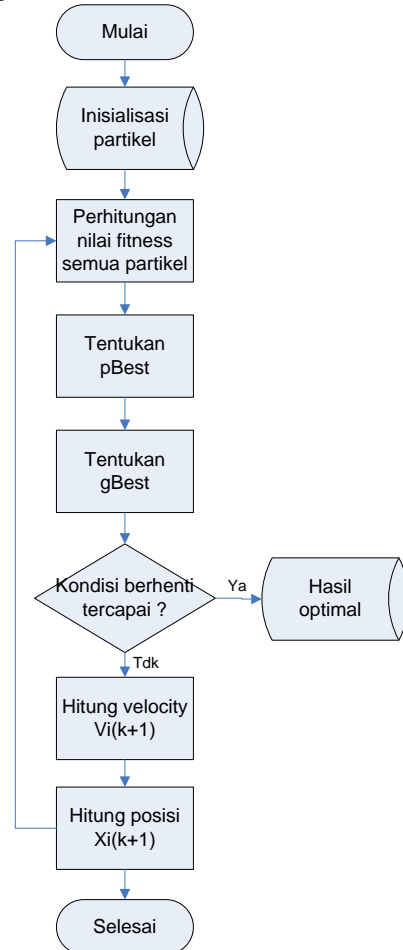 Mulai
Inisialisasi
partikel
Perhitungan
nilai fitness
semua partikel
Tentukan
pBest
Tentukan
gBest
Kondisi berhenti
tercapai ?
Ya
Hasil
optimal
Tdk
Hitung velocity
Vi(k+1)
Hitung posisi
Xi(k+1)
Selesai